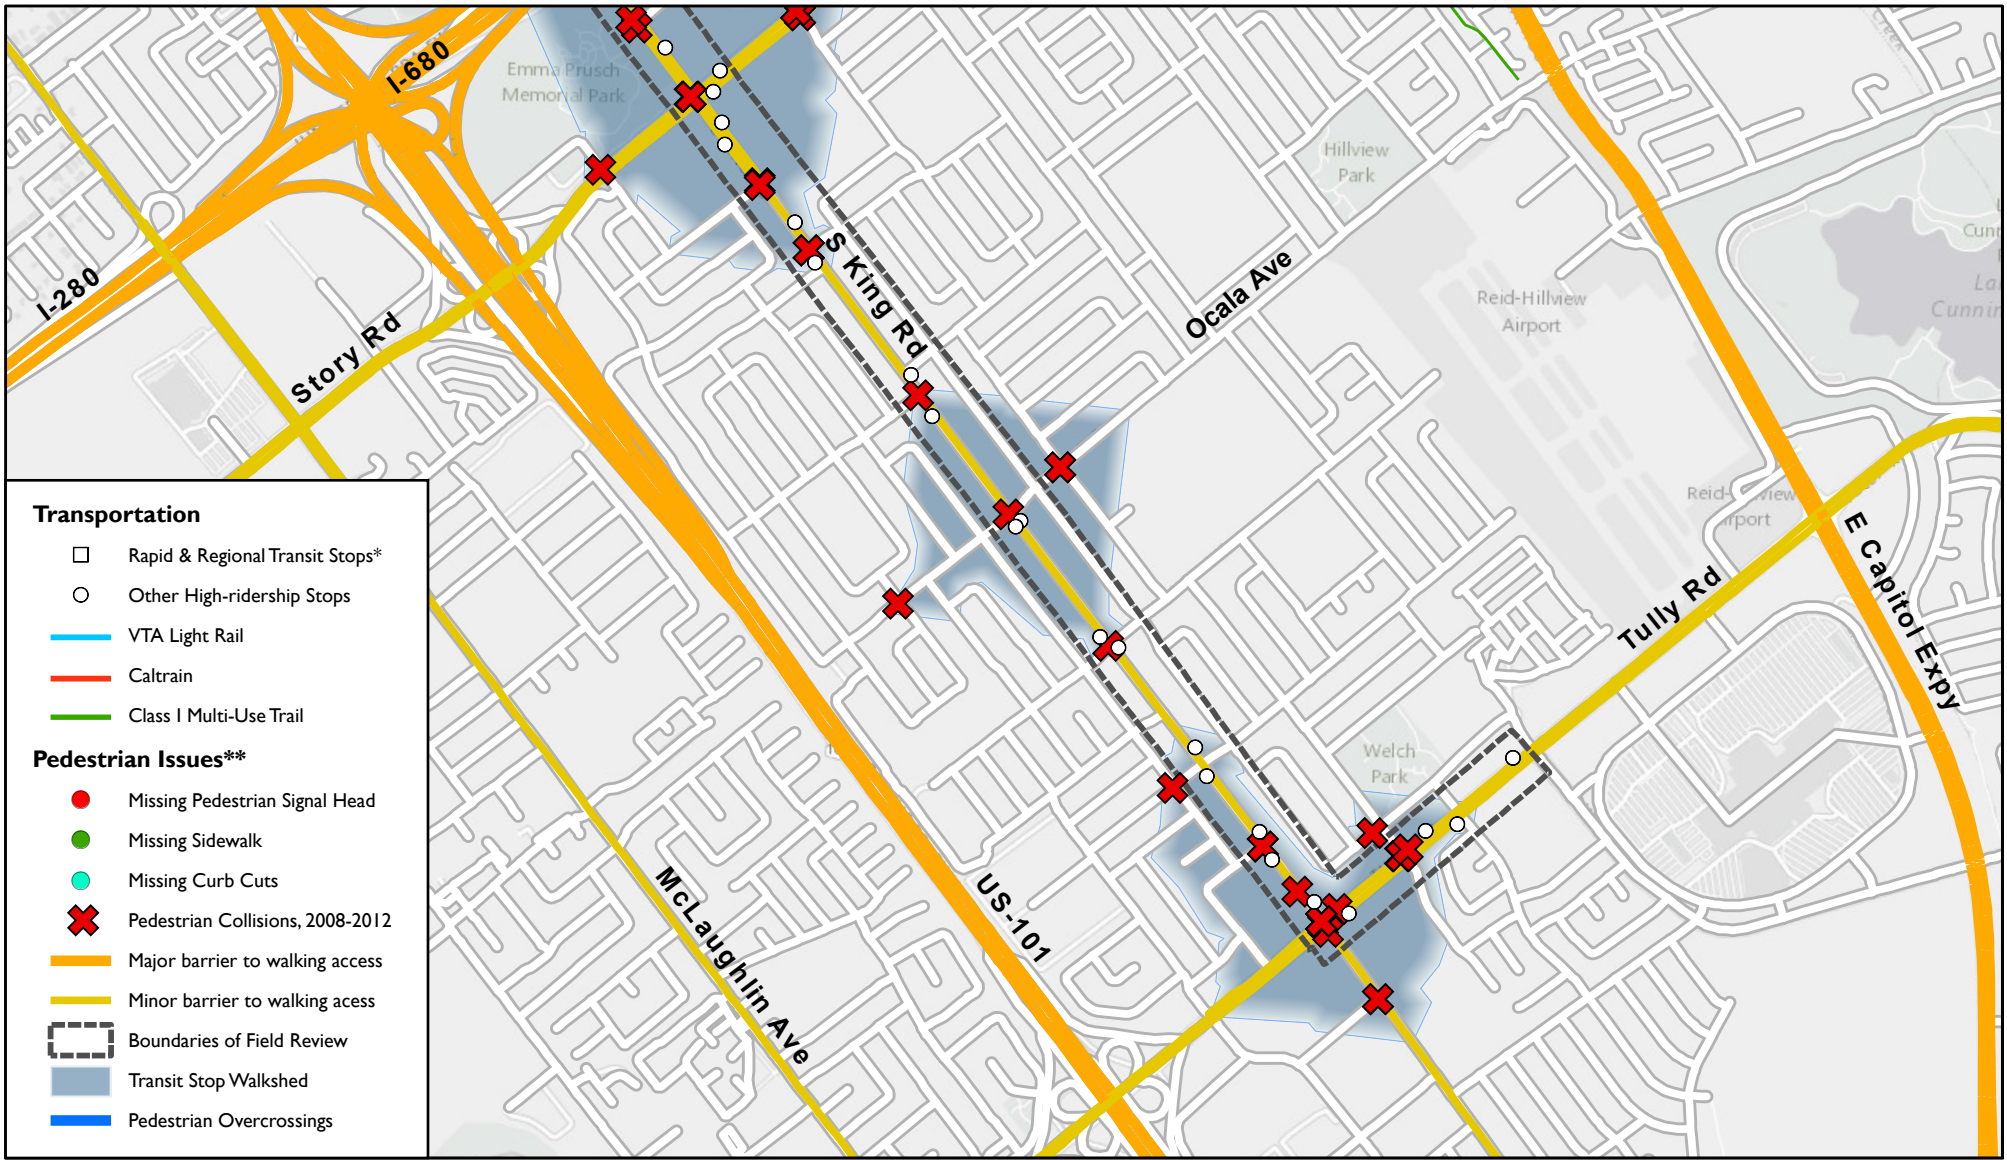 I-680
Emma Prusch
Memorial Park
Hillview
Park
I-280
Story Rd
S King Rd
Ocala Ave
Reid-Hillview
Airport
Tully Rd
E Capitol Expy
Welch
Park
McLaughlin Ave
US-101
Transportation
Rapid & Regional Transit Stops*
Other High-ridership Stops
VTA Light Rail
Caltrain
Class I Multi-Use Trail
Pedestrian Issues**
Missing Pedestrian Signal Head
Missing Sidewalk
Missing Curb Cuts
Pedestrian Collisions, 2008-2012
Major barrier to walking access
Minor barrier to walking acess
Boundaries of Field Review
Transit Stop Walkshed
Pedestrian Overcrossings